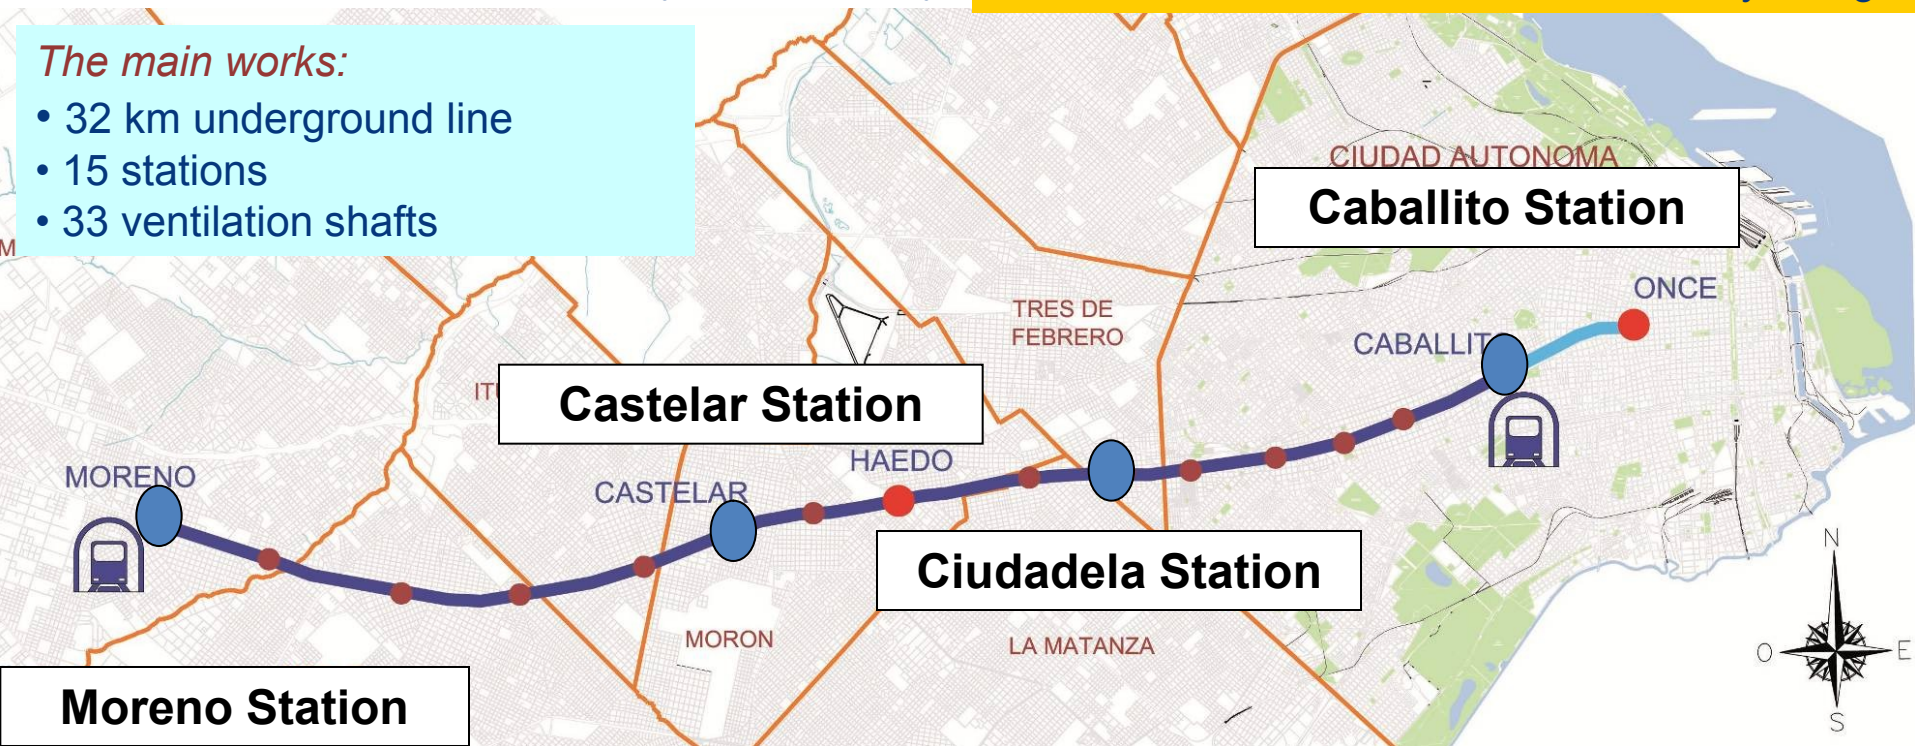 The main works:
• 32 km underground line
• 15 stations
• 33 ventilation shafts
CIUDAD AUTONOMA
Caballito Station
ONCE
TRES DE
FEBRERO
CABALLIT
Castelar Station
HAEDO
MORENO
CASTELAR
Ciudadela Station
MORON
LA MATANZA
Moreno Station
N
O
E
S